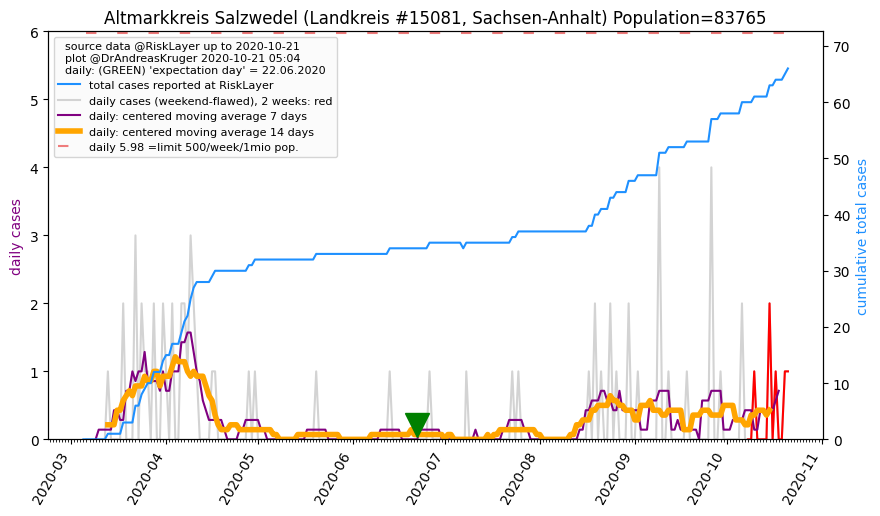 Altmarkkreis Salzwedel (Landkreis #15081, Sachsen-Anhalt) Population=83765
source data @RiskLayer up to 2020-10-21
plot @DrAndreasKruger 2020-10-21 05:04
daily: (GREEN) 'expectation day' = 22.06.2020
total cases reported at RiskLayer
daily cases (weekend-flawed), 2 weeks: red
daily: centered moving average 7 days
daily: centered moving average 14 days
daily 5.98 =limit 500/week/1mio pop.
daily cases
6
5
4
3
2
1
0
cumulative total cases
70
60
50
40
30
20
10
0
2020-03
2020-04
2020-05
2020-06
2020-07
2020-08
2020-09
2020-10
2020-11